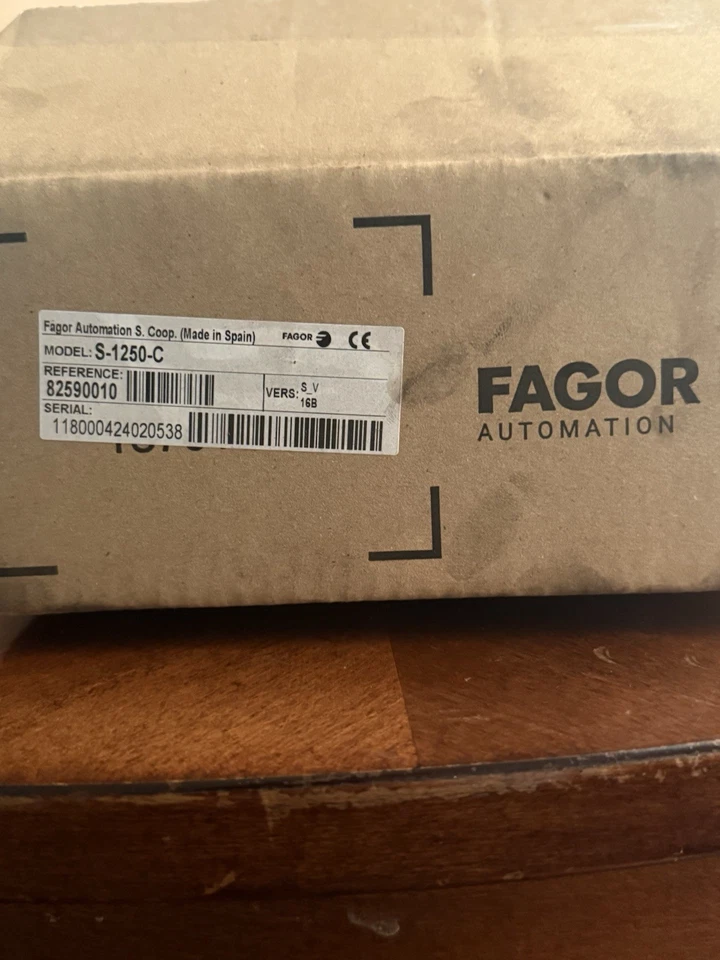 Fagor Automation S. Coop. (Made in Spain) FAGOR CE
MODEL: S-1250-C
REFERENCE:
82590010 VERS: S_V
16B
SERIAL:
118000424020538
FAGOR
AUTOMATION